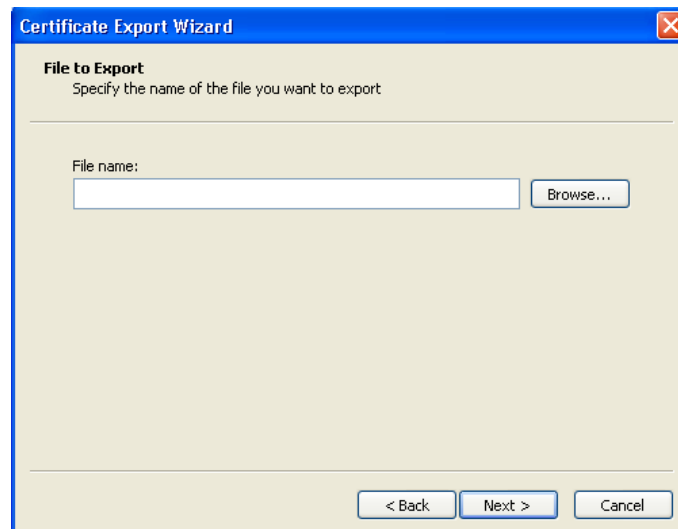 Certificate Export Wizard
File to Export
Specify the name of the file you want to export
File name:
Browse...
< Back
Next >
Cancel